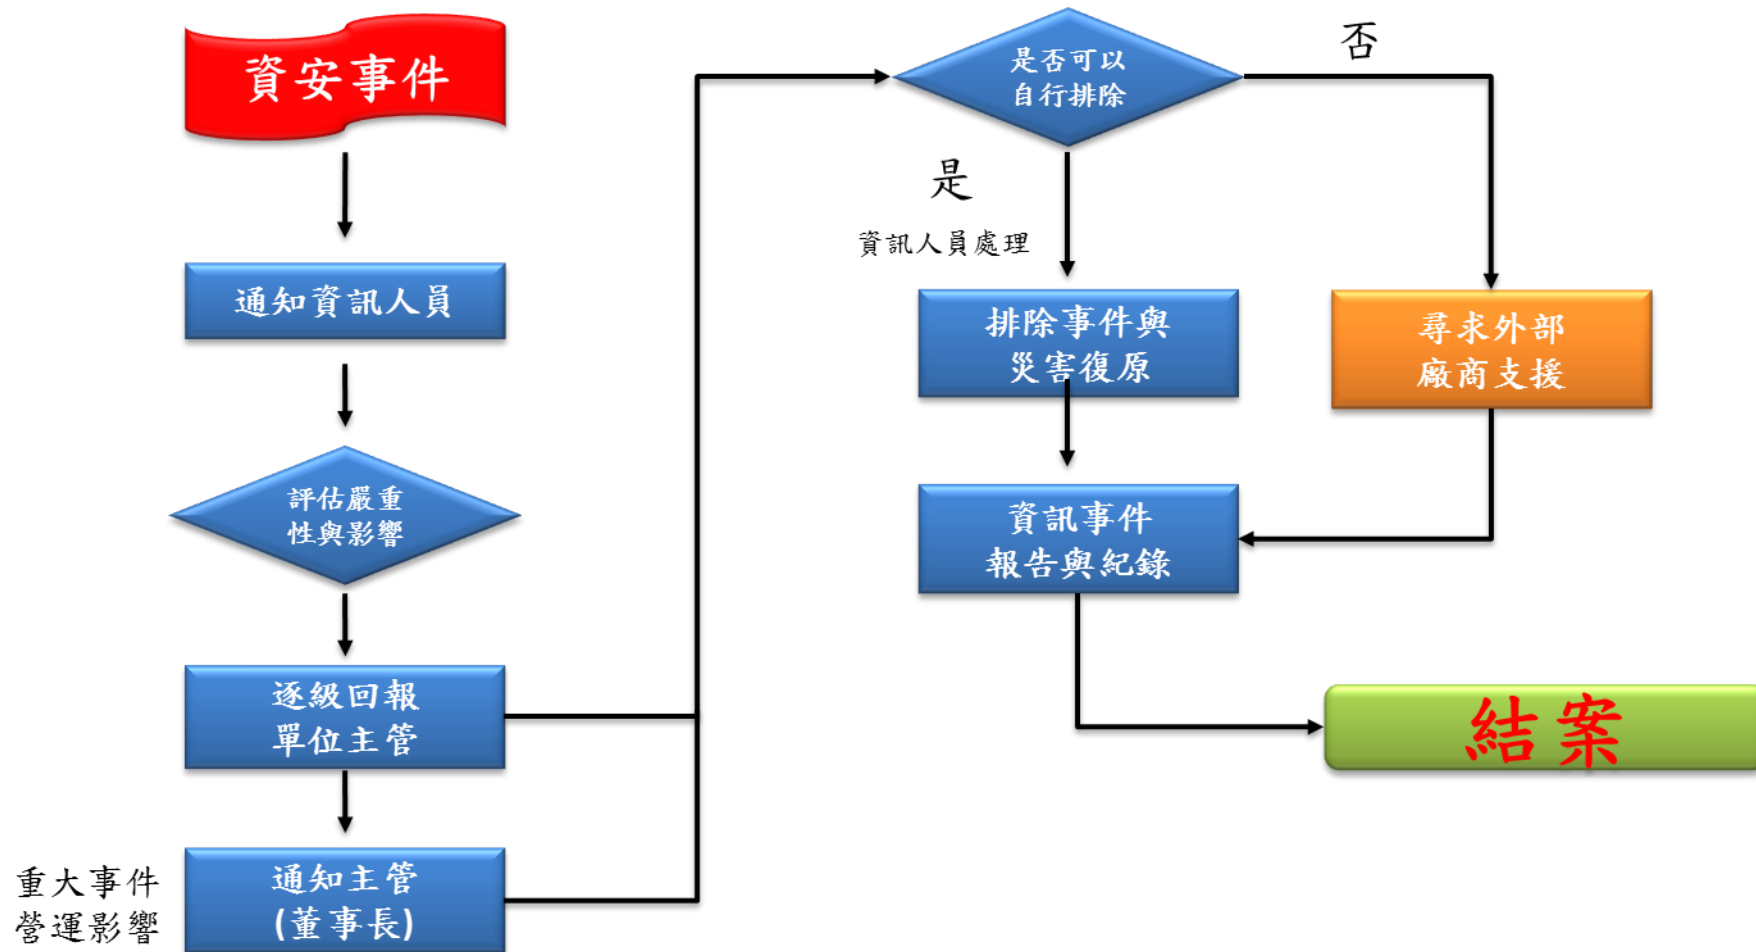 資安事件
通知資訊人員
評估嚴重
性與影響
逐級回報
單位主管
重大事件
營運影響
通知主管
(董事長)
是否可以
自行排除
否
是
資訊人員處理
排除事件與
災害復原
尋求外部
廠商支援
資訊事件
報告與紀錄
結案